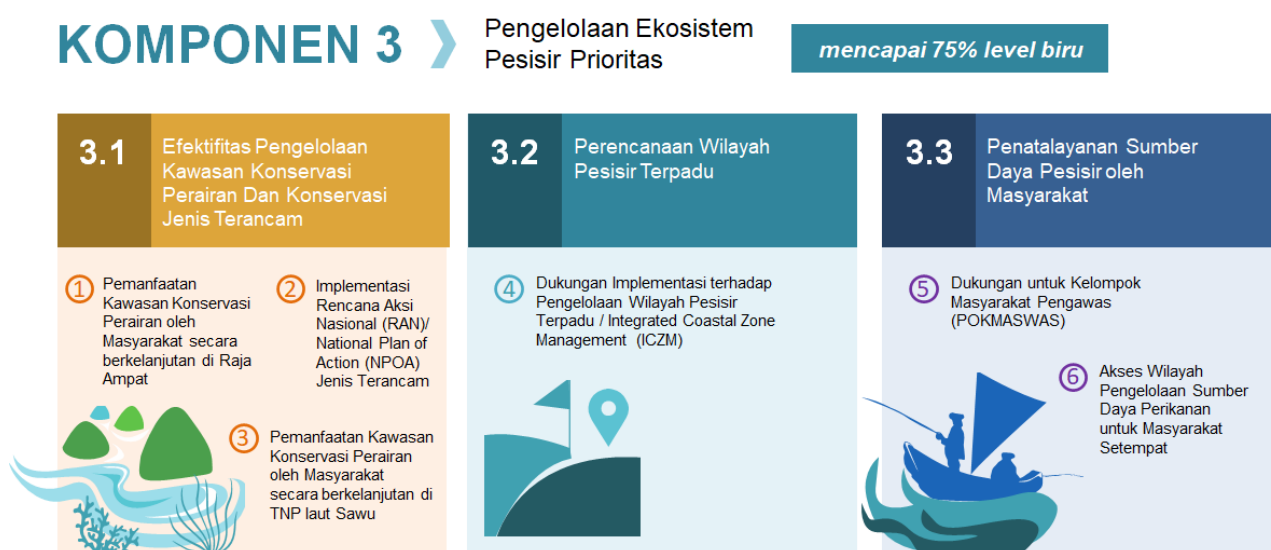 KOMPONEN 3
Pengelolaan Ekosistem
Pesisir Prioritas
mencapai 75% level biru
3.1
Efektifitas Pengelolaan
Kawasan Konservasi
Perairan Dan Konservasi
Jenis Terancam
1
Pemanfaatan
Kawasan Konservasi
Perairan oleh
Masyarakat secara
berkelanjutan di Raja
Ampat
2
Implementasi
Rencana Aksi
Nasional (RAN)/
National Plan of
Action (NPOA)
Jenis Terancam
3
Pemanfaatan Kawasan
Konservasi Perairan
oleh Masyarakat
secara berkelanjutan di
TNP laut Sawu
3.2
Perencanaan Wilayah
Pesisir Terpadu
4
Dukungan Implementasi terhadap
Pengelolaan Wilayah Pesisir
Terpadu / Integrated Coastal Zone
Management (ICZM)
3.3
Penatalayanan Sumber
Daya Pesisir oleh
Masyarakat
5
Dukungan untuk Kelompok
Masyarakat Pengawas
(POKMASWAS)
6
Akses Wilayah
Pengelolaan Sumber
Daya Perikanan
untuk Masyarakat
Setempat